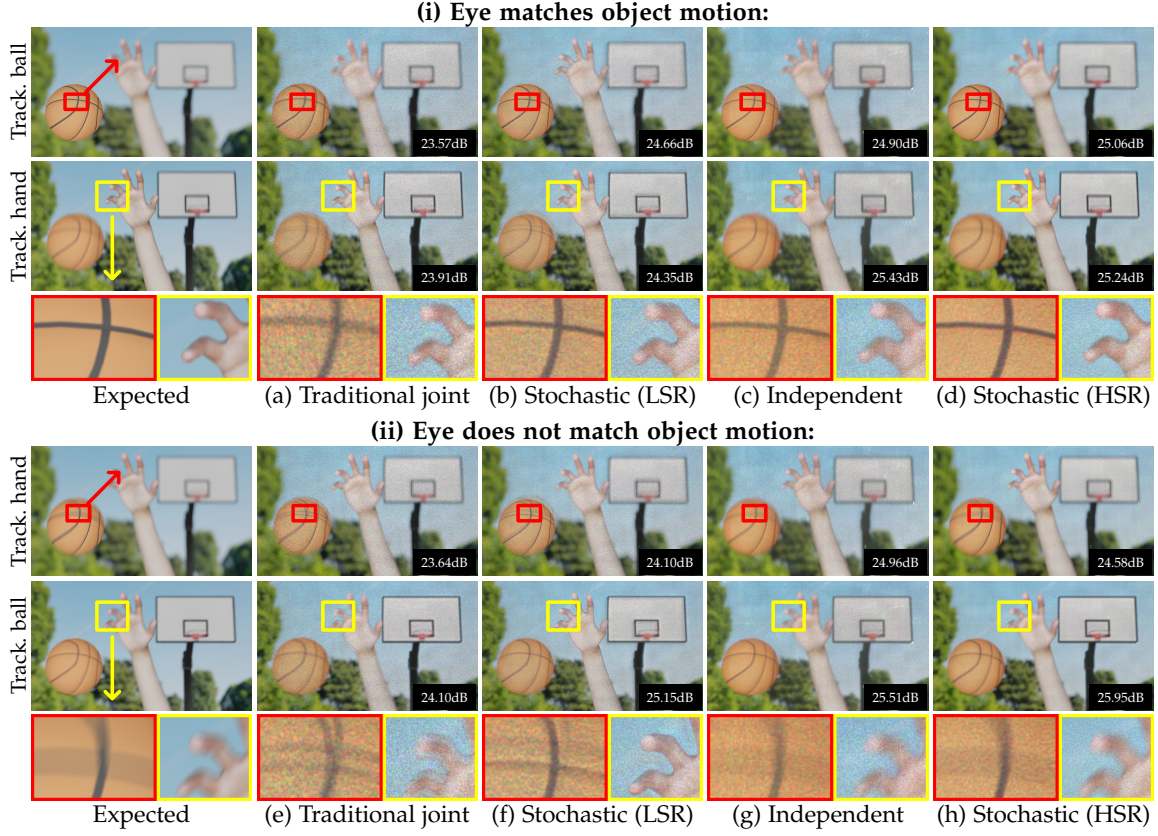 (i) Eye matches object motion:
Track. ball
23.57dB 24.66dB 24.90dB 25.06dB
Track. hand
23.91dB 24.35dB 25.43dB 25.24dB
Expected (a) Traditional joint (b) Stochastic (LSR) (c) Independent (d) Stochastic (HSR)
(ii) Eye does not match object motion:
Track. hand
23.64dB 24.10dB 24.96dB 24.58dB
Track. ball
24.10dB 25.15dB 25.51dB 25.95dB
Expected (e) Traditional joint (f) Stochastic (LSR) (g) Independent (h) Stochastic (HSR)